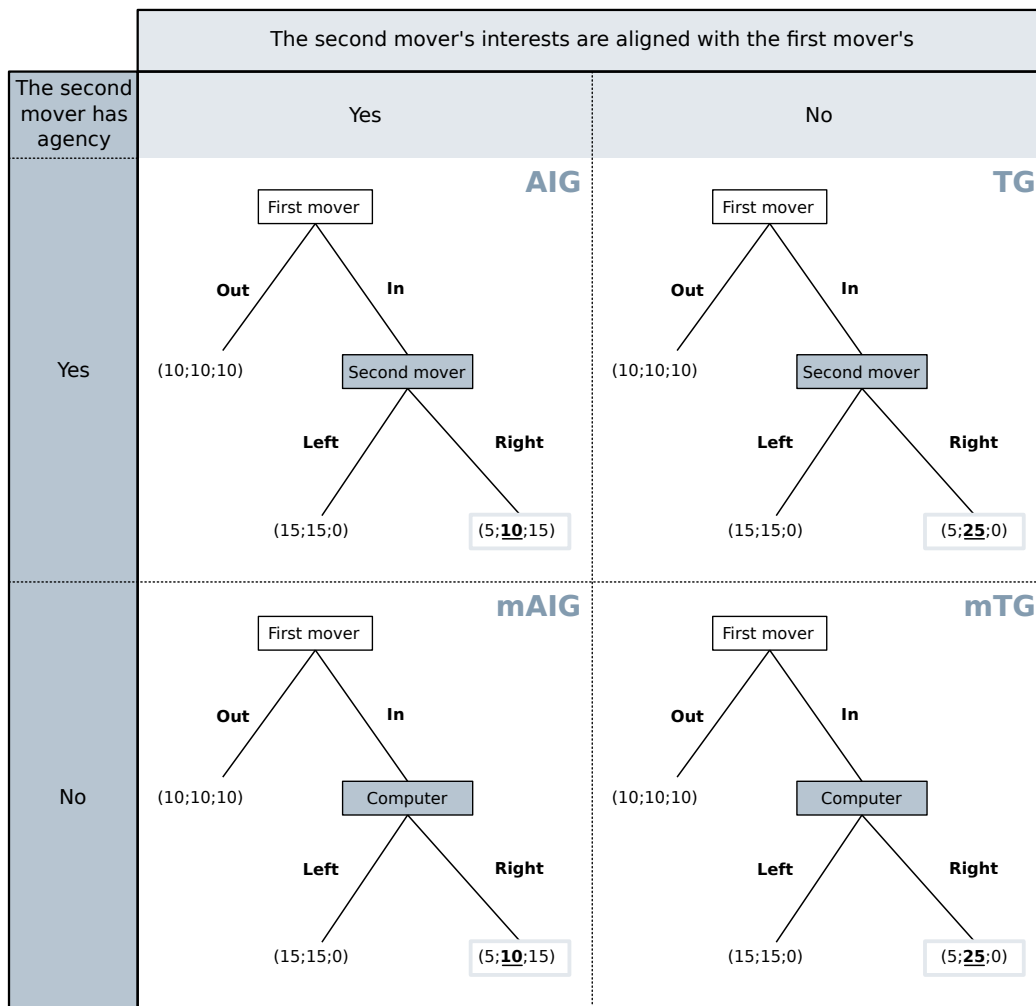 The second mover's interests are aligned with the first mover's
The second
mover has
agency
Yes
No
Yes
AIG
First mover
Out
In
(10;10;10)
Second mover
Left
Right
(15;15;0)
(5;10;15)
TG
First mover
Out
In
(10;10;10)
Second mover
Left
Right
(15;15;0)
(5;25;0)
No
mAIG
First mover
Out
In
(10;10;10)
Computer
Left
Right
(15;15;0)
(5;10;15)
mTG
First mover
Out
In
(10;10;10)
Computer
Left
Right
(15;15;0)
(5;25;0)